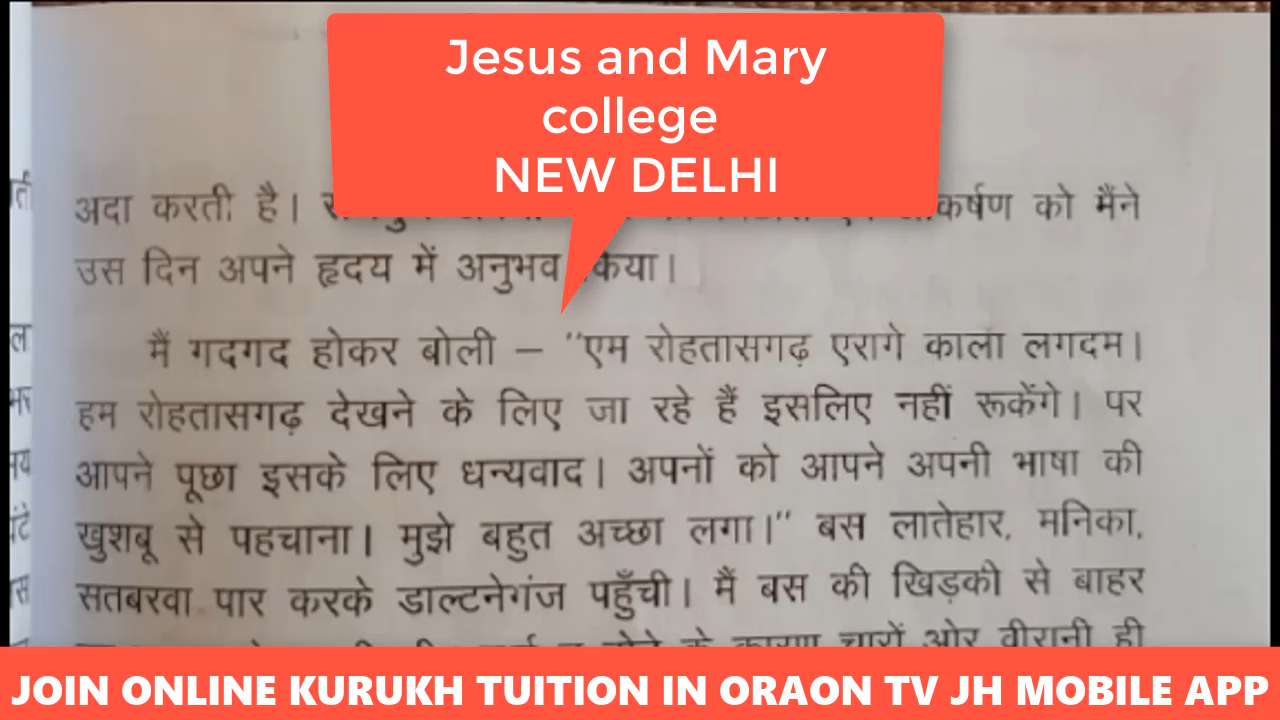 Jesus and Mary
college
NEW DELHI
अदा करती है। को मैंने
उस दिन अपने हृदय में अनुभव किया।
मैं गदगद होकर बोली – "एम रोहतासगढ़ एरागे काला लगदम।
हम रोहतासगढ़ देखने के लिए जा रहे हैं इसलिए नहीं रूकेंगे। पर
आपने पूछा इसके लिए धन्यवाद। अपनों को आपने अपनी भाषा की
खुशबू से पहचाना। मुझे बहुत अच्छा लगा।" बस लातेहार, मनिका,
सतबरवा पार करके डाल्टनेगंज पहुँची। मैं बस की खिड़की से बाहर
के कारण चारों ओर वीरानी ही
JOIN ONLINE KURUKH TUITION IN ORAON TV JH MOBILE APP